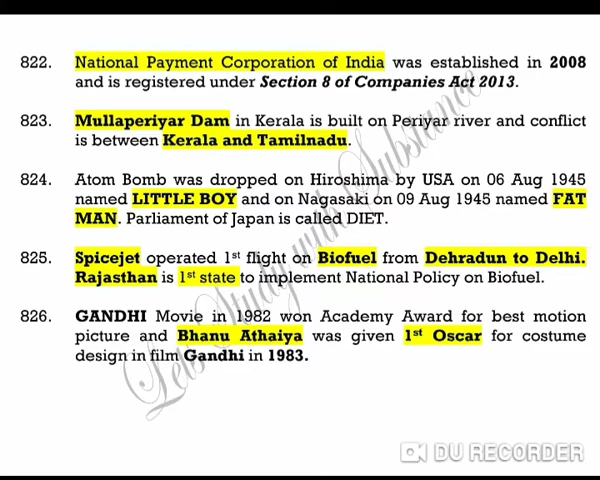 822. National Payment Corporation of India was established in 2008
and is registered under Section 8 of Companies Act 2013.
823. Mullaperiyar Dam in Kerala is built on Periyar river and conflict
is between Kerala and Tamilnadu.
824. Atom Bomb was dropped on Hiroshima by USA on 06 Aug 1945
named LITTLE BOY and on Nagasaki on 09 Aug 1945 named FAT
MAN. Parliament of Japan is called DIET.
825. Spicejet operated 1st flight on Biofuel from Dehradun to Delhi.
Rajasthan is 1st state to implement National Policy on Biofuel.
826. GANDHI Movie in 1982 won Academy Award for best motion
picture and Bhanu Athaiya was given 1st Oscar for costume
design in film Gandhi in 1983.
Lets Study with Substance
DU RECORDER